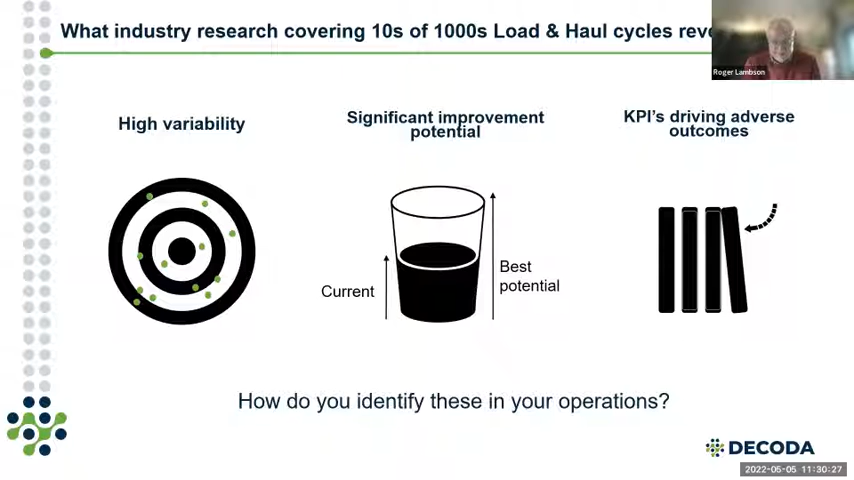 What industry research covering 10s of 1000s Load & Haul cycles
Roger Lambson
High variability
Significant improvement
potential
KPI's driving adverse
outcomes
Current
Best
potential
How do you identify these in your operations?
DECODA
2022-05-05 11:30:27